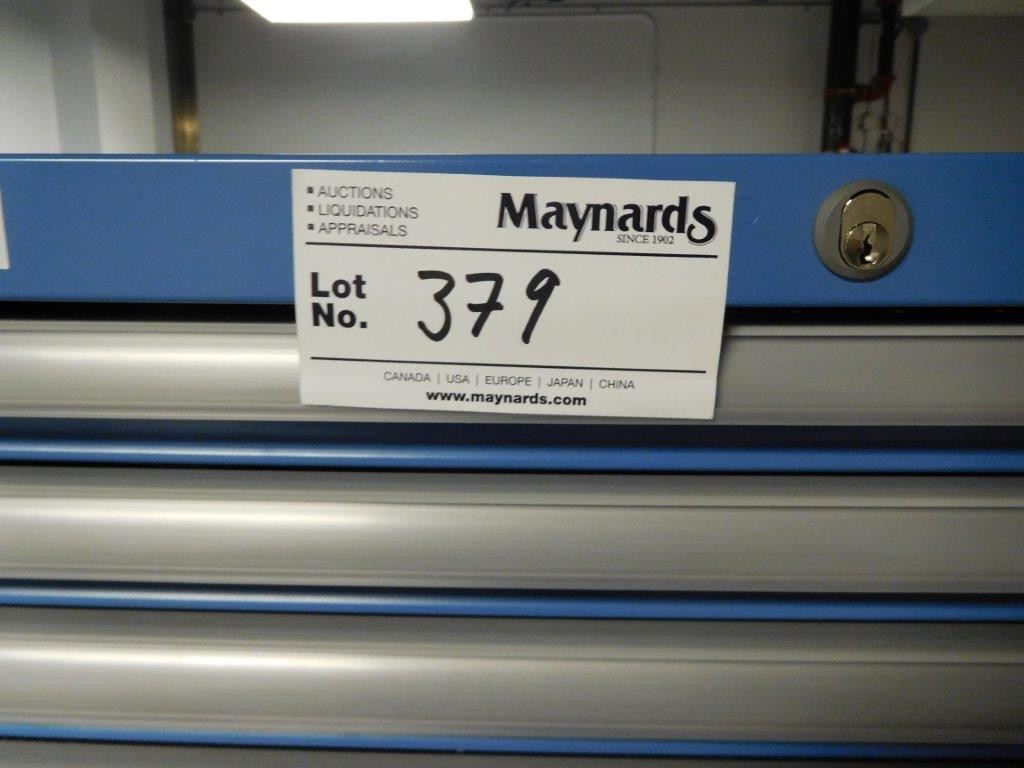 ▪ AUCTIONS
▪ LIQUIDATIONS
▪ APPRAISALS
Maynards
SINCE 1902
Lot
No.
379
CANADA | USA | EUROPE | JAPAN | CHINA
www.maynards.com